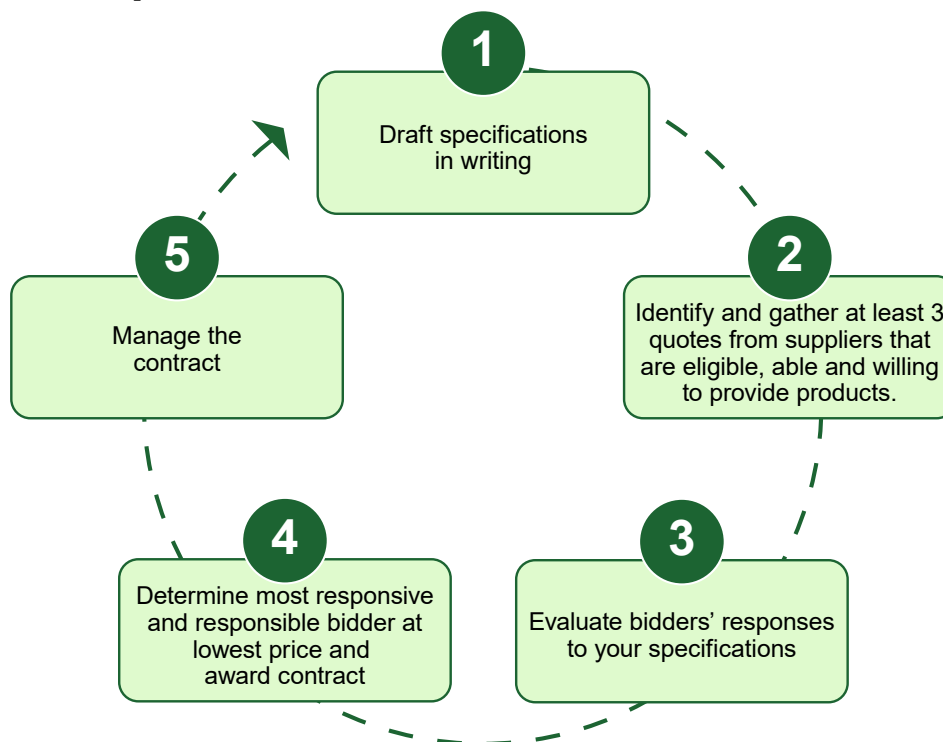 1
Draft specifications
in writing
2
Identify and gather at least 3
quotes from suppliers that
are eligible, able and willing
to provide products.
3
Evaluate bidders’ responses
to your specifications
4
Determine most responsive
and responsible bidder at
lowest price and
award contract
5
Manage the
contract